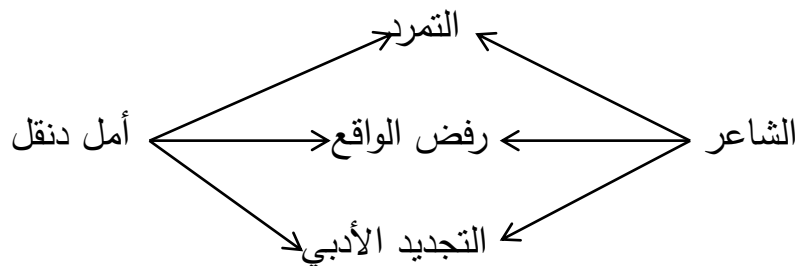 التمرد
الشاعر
رفض الواقع
أمل دنقل
التجديد الأدبي